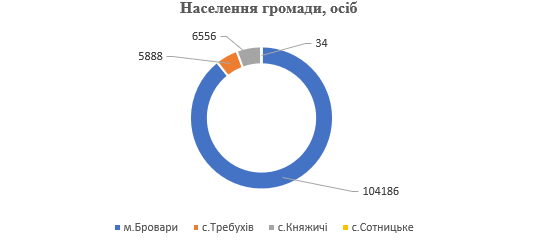 Населення громади, осіб
6556
34
5888
104186
м.Бровари с.Требухів с.Княжичі с.Сотницьке